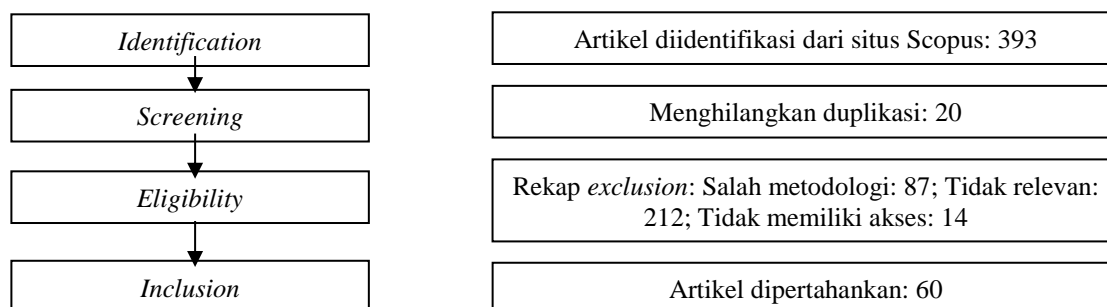 Identification
Artikel diidentifikasi dari situs Scopus: 393
Screening
Menghilangkan duplikasi: 20
Eligibility
Rekap exclusion: Salah metodologi: 87; Tidak relevan:
212; Tidak memiliki akses: 14
Inclusion
Artikel dipertahankan: 60